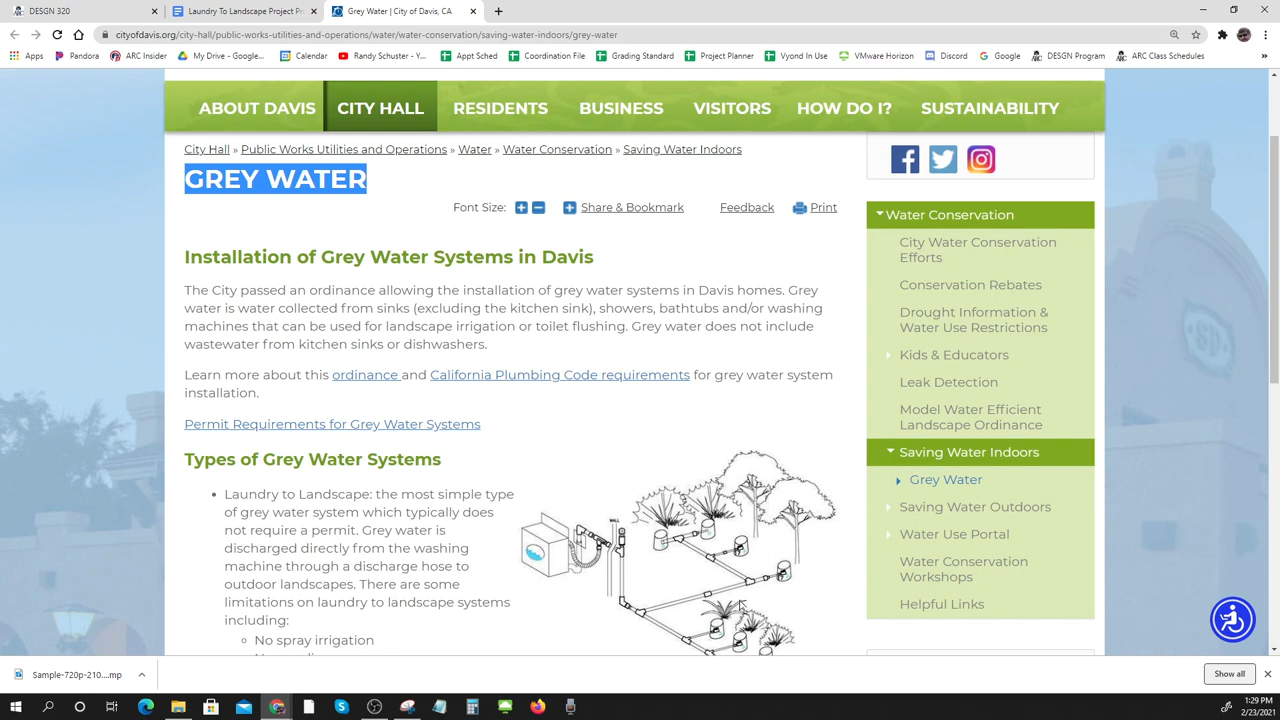 DESGN 320
Laundry To Landscape Project Pr
Grey Water | City of Davis, CA
cityofdavis.org/city-hall/public-works-utilities-and-operations/water/water-conservation/saving-water-indoors/grey-water
Apps
Pandora
ARC Insider
My Drive - Google...
Calendar
Randy Schuster - Y...
Appt Sched
Coordination File
Grading Standard
Project Planner
Vyond In Use
VMware Horizon
Discord
Google
DESGN Program
ARC Class Schedules
ABOUT DAVIS
CITY HALL
RESIDENTS
BUSINESS
VISITORS
HOW DO I?
SUSTAINABILITY
City Hall » Public Works Utilities and Operations » Water » Water Conservation » Saving Water Indoors
GREY WATER
Font Size:
Share & Bookmark
Feedback
Print
Installation of Grey Water Systems in Davis
The City passed an ordinance allowing the installation of grey water systems in Davis homes. Grey
water is water collected from sinks (excluding the kitchen sink), showers, bathtubs and/or washing
machines that can be used for landscape irrigation or toilet flushing. Grey water does not include
wastewater from kitchen sinks or dishwashers.
Learn more about this ordinance and California Plumbing Code requirements for grey water system
installation.
Permit Requirements for Grey Water Systems
Types of Grey Water Systems
• Laundry to Landscape: the most simple type
of grey water system which typically does
not require a permit. Grey water is
discharged directly from the washing
machine through a discharge hose to
outdoor landscapes. There are some
limitations on laundry to landscape systems
including:
No spray irrigation
WALL
Water Conservation
City Water Conservation
Efforts
Conservation Rebates
Drought Information &
Water Use Restrictions
Kids & Educators
Leak Detection
Model Water Efficient
Landscape Ordinance
Saving Water Indoors
Grey Water
Saving Water Outdoors
Water Use Portal
Water Conservation
Workshops
Helpful Links
Sample-720p-210....mp
Show all
1:29 PM
2/23/2021